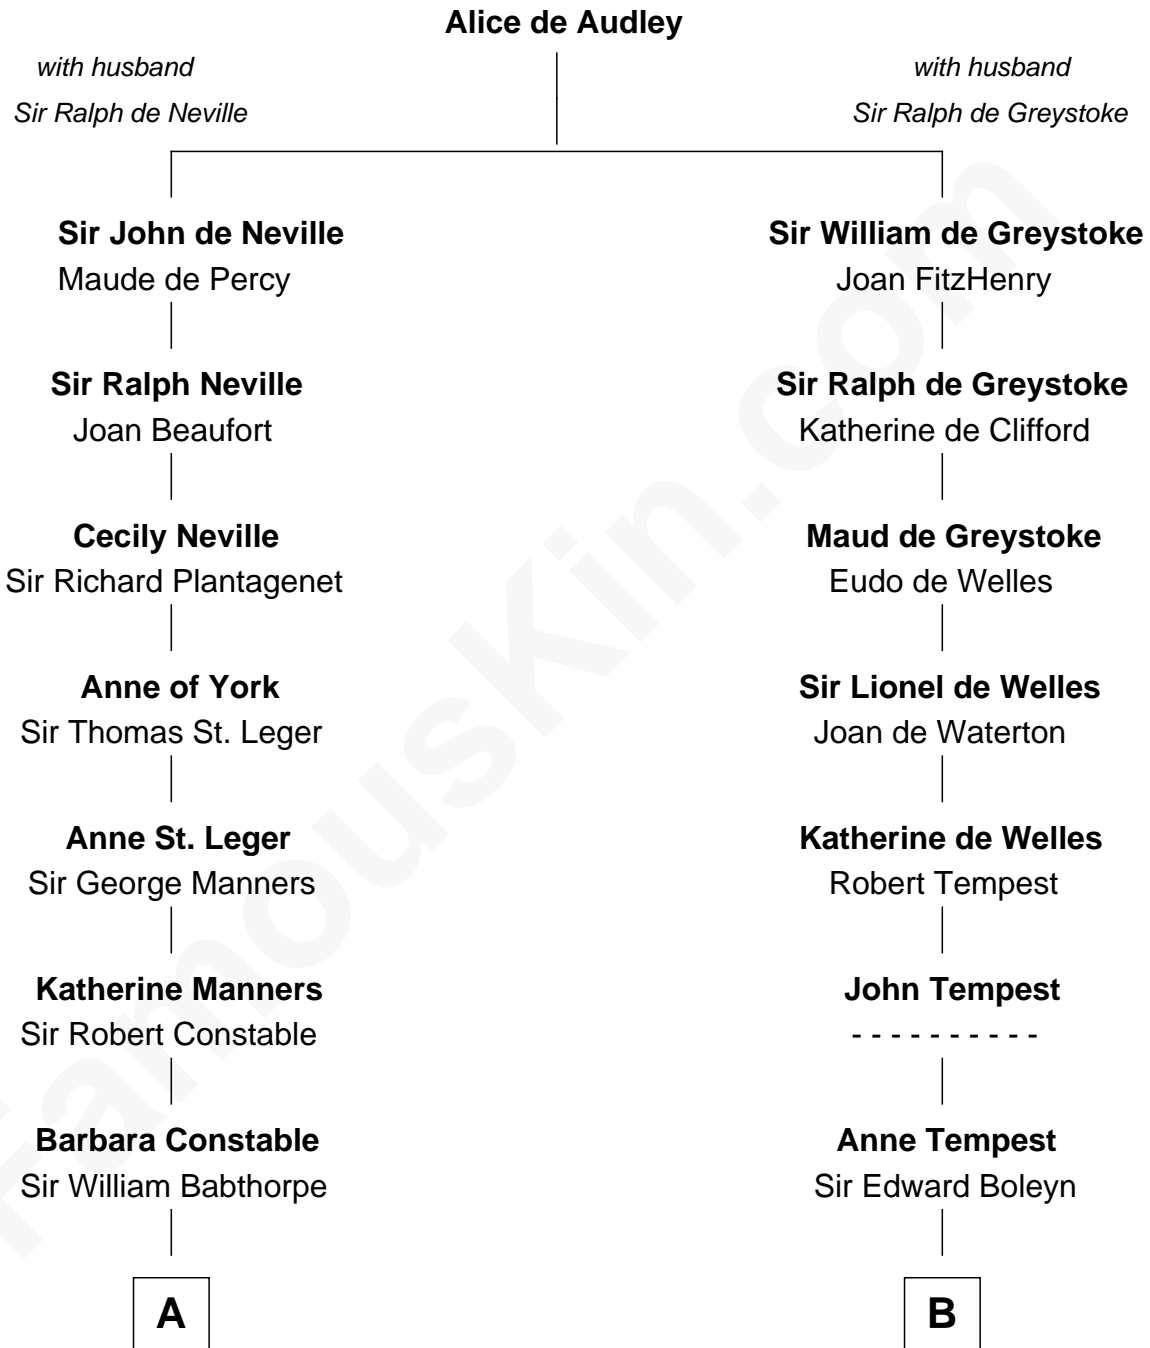 Alice de Audley
with husband
Sir Ralph de Neville
with husband
Sir Ralph de Greystoke
Sir John de Neville
Maude de Percy
Sir William de Greystoke
Joan FitzHenry
Sir Ralph Neville
Joan Beaufort
Sir Ralph de Greystoke
Katherine de Clifford
Cecily Neville
Sir Richard Plantagenet
Maud de Greystoke
Eudo de Welles
Anne of York
Sir Thomas St. Leger
Sir Lionel de Welles
Joan de Waterton
Anne St. Leger
Sir George Manners
Katherine de Welles
Robert Tempest
Katherine Manners
Sir Robert Constable
John Tempest
- - - - - - - - - -
Barbara Constable
Sir William Babthorpe
Anne Tempest
Sir Edward Boleyn
A
B
FamousKin.com